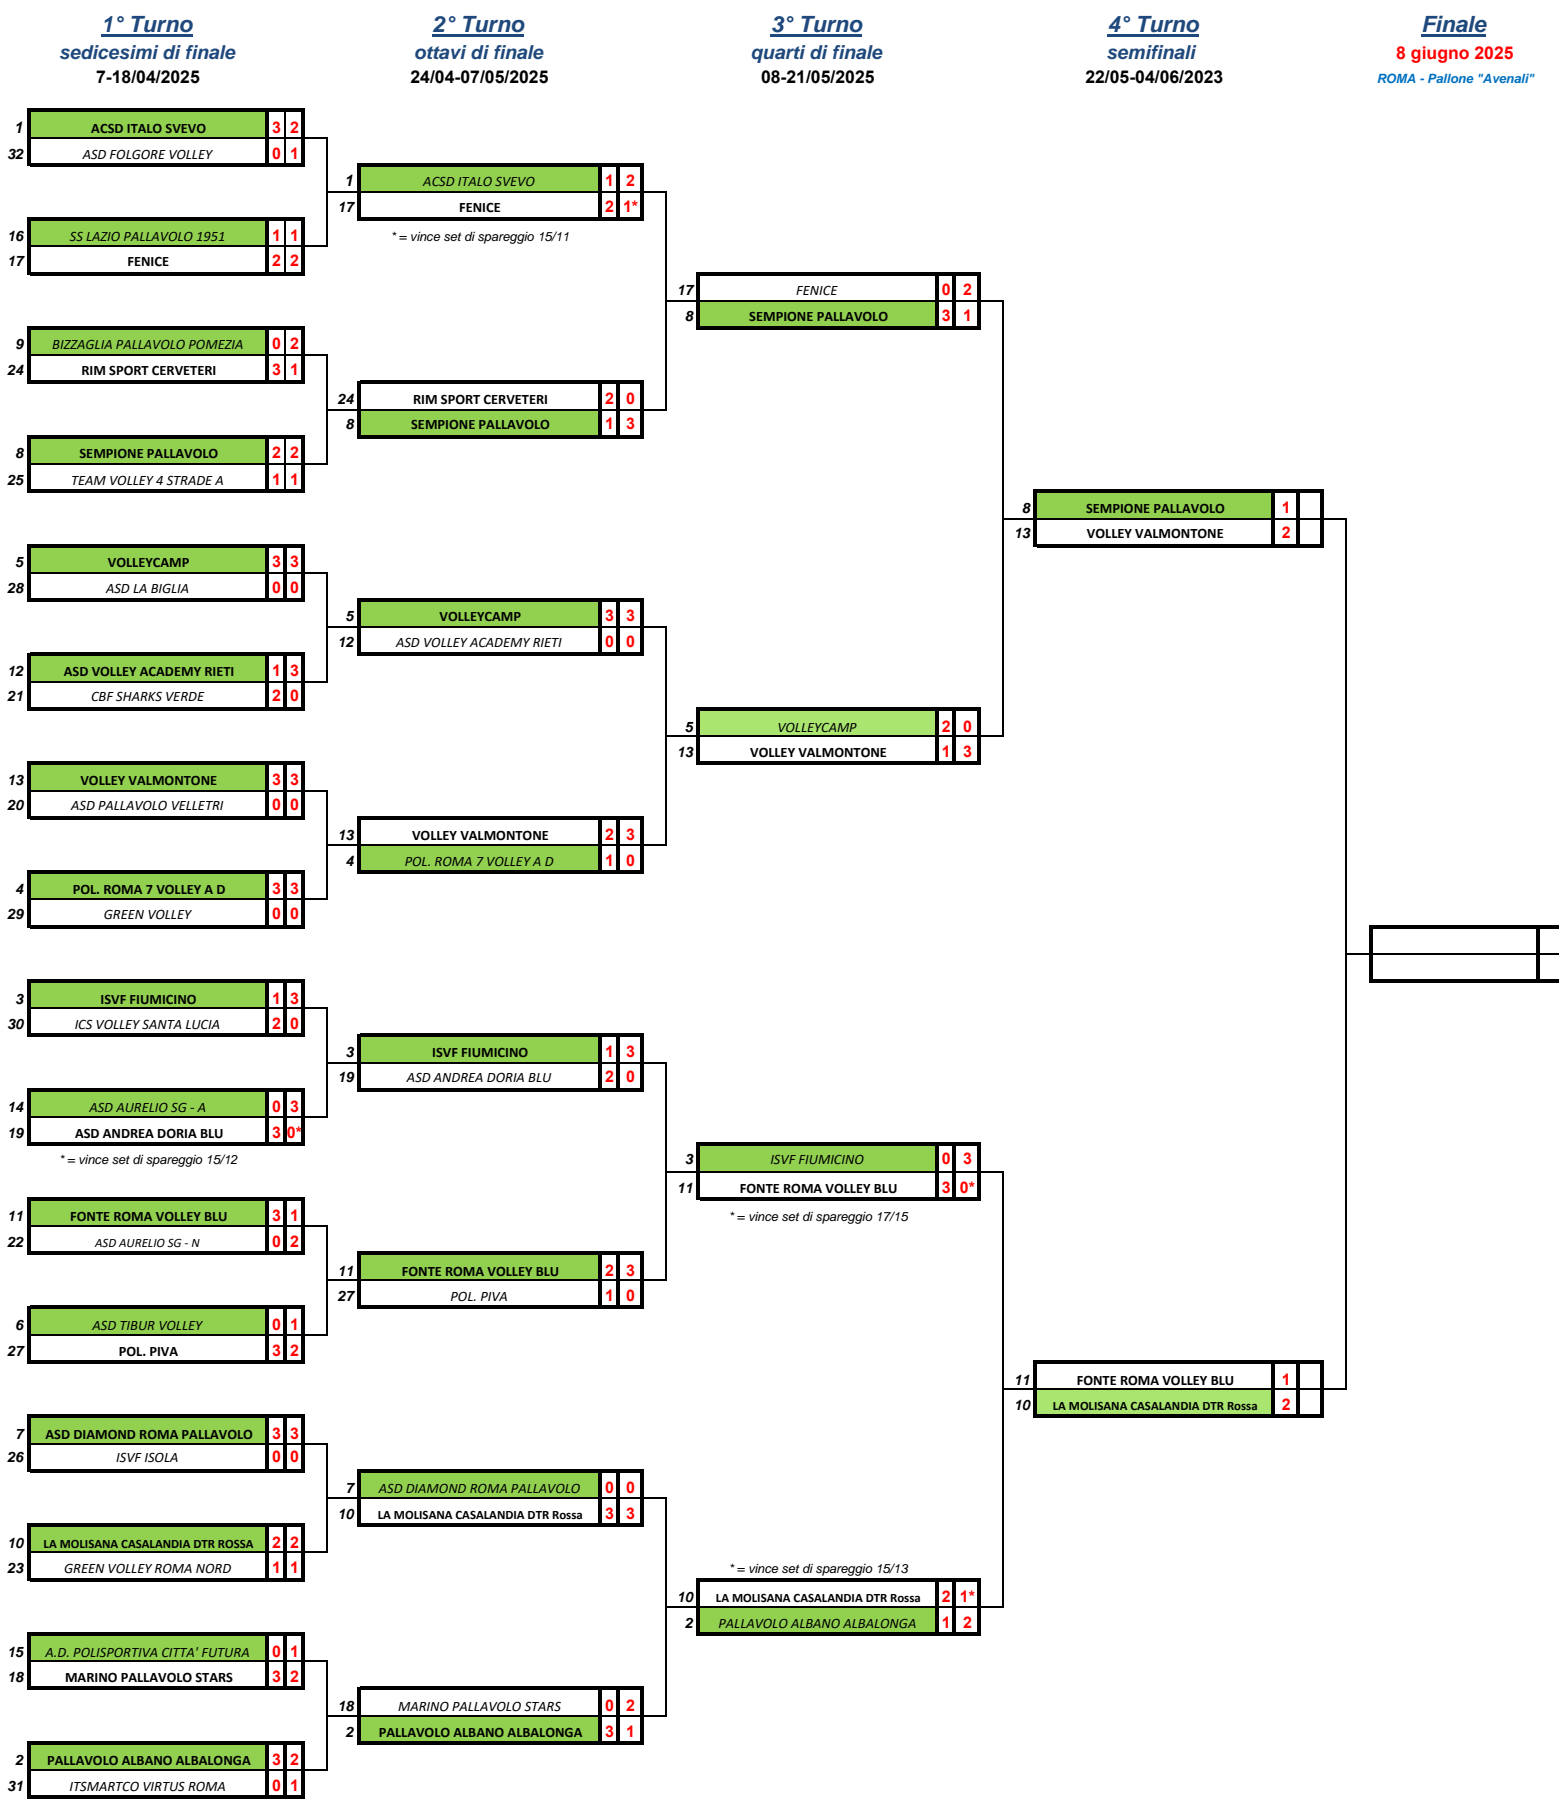 1° Turno
sedicesimi di finale
7-18/04/2025
2° Turno
ottavi di finale
24/04-07/05/2025
3° Turno
quarti di finale
08-21/05/2025
4° Turno
semifinali
22/05-04/06/2023
Finale
8 giugno 2025
ROMA - Pallone "Avenali"
1 ACSD ITALO SVEVO 3 2
32 ASD FOLGORE VOLLEY 0 1
16 SS LAZIO PALLAVOLO 1951 1 1
17 FENICE 2 2
9 BIZZAGLIA PALLAVOLO POMEZIA 0 2
24 RIM SPORT CERVETERI 3 1
8 SEMPIONE PALLAVOLO 2 2
25 TEAM VOLLEY 4 STRADE A 1 1
5 VOLLEYCAMP 3 3
28 ASD LA BIGLIA 0 0
12 ASD VOLLEY ACADEMY RIETI 1 3
21 CBF SHARKS VERDE 2 0
13 VOLLEY VALMONTONE 3 3
20 ASD PALLAVOLO VELLETRI 0 0
4 POL. ROMA 7 VOLLEY A D 3 3
29 GREEN VOLLEY 0 0
3 ISVF FIUMICINO 1 3
30 ICS VOLLEY SANTA LUCIA 2 0
14 ASD AURELIO SG - A 0 3
19 ASD ANDREA DORIA BLU 3 0*
* = vince set di spareggio 15/12
11 FONTE ROMA VOLLEY BLU 3 1
22 ASD AURELIO SG - N 0 2
6 ASD TIBUR VOLLEY 0 1
27 POL. PIVA 3 2
7 ASD DIAMOND ROMA PALLAVOLO 3 3
26 ISVF ISOLA 0 0
10 LA MOLISANA CASALANDIA DTR ROSSA 2 2
23 GREEN VOLLEY ROMA NORD 1 1
15 A.D. POLISPORTIVA CITTA' FUTURA 0 1
18 MARINO PALLAVOLO STARS 3 2
2 PALLAVOLO ALBANO ALBALONGA 3 2
31 ITSMARTCO VIRTUS ROMA 0 1
1 ACSD ITALO SVEVO 1 2
17 FENICE 2 1*
* = vince set di spareggio 15/11
24 RIM SPORT CERVETERI 2 0
8 SEMPIONE PALLAVOLO 1 3
5 VOLLEYCAMP 3 3
12 ASD VOLLEY ACADEMY RIETI 0 0
13 VOLLEY VALMONTONE 2 3
4 POL. ROMA 7 VOLLEY A D 1 0
3 ISVF FIUMICINO 1 3
19 ASD ANDREA DORIA BLU 2 0
11 FONTE ROMA VOLLEY BLU 2 3
27 POL. PIVA 1 0
7 ASD DIAMOND ROMA PALLAVOLO 0 0
10 LA MOLISANA CASALANDIA DTR Rossa 3 3
18 MARINO PALLAVOLO STARS 0 2
2 PALLAVOLO ALBANO ALBALONGA 3 1
17 FENICE 0 2
8 SEMPIONE PALLAVOLO 3 1
5 VOLLEYCAMP 2 0
13 VOLLEY VALMONTONE 1 3
3 ISVF FIUMICINO 0 3
11 FONTE ROMA VOLLEY BLU 3 0*
* = vince set di spareggio 17/15
* = vince set di spareggio 15/13
10 LA MOLISANA CASALANDIA DTR Rossa 2 1*
2 PALLAVOLO ALBANO ALBALONGA 1 2
8 SEMPIONE PALLAVOLO 1
13 VOLLEY VALMONTONE 2
11 FONTE ROMA VOLLEY BLU 1
10 LA MOLISANA CASALANDIA DTR Rossa 2